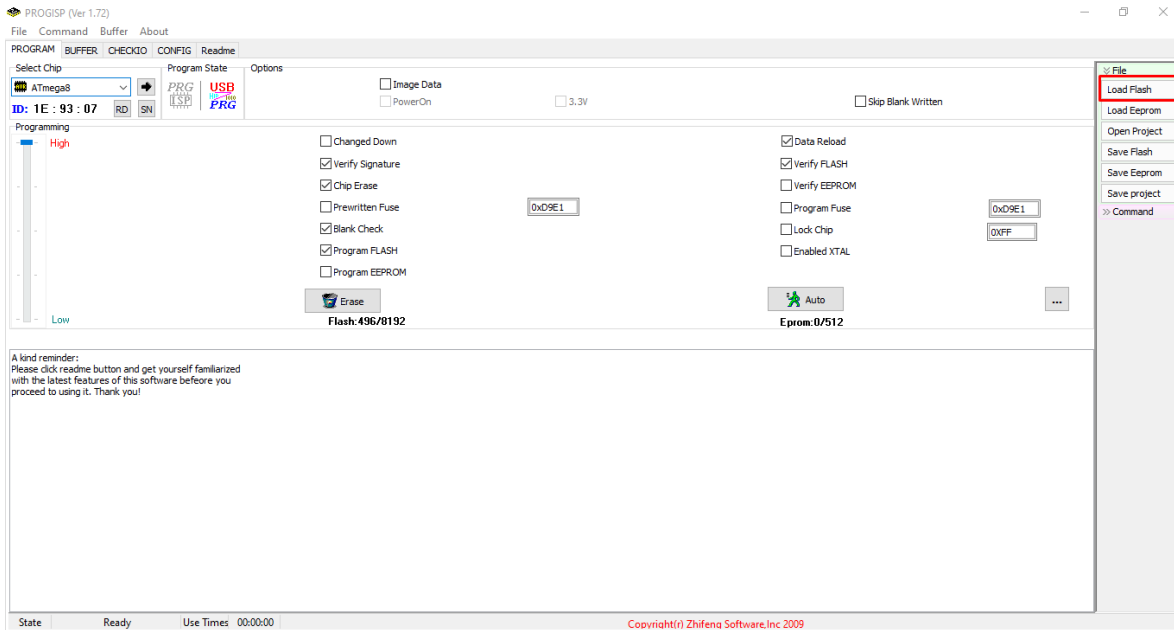 PROGISP (Ver 1.72)
File Command Buffer About
PROGRAM BUFFER CHECKIO CONFIG Readme
Select Chip
ATmega8
ID: 1E : 93 : 07
RD SN
Program State
PRG
ISP
USB
PRG
Options
Image Data
PowerOn
3.3V
Skip Blank Written
Programming
High
Low
Changed Down
Verify Signature
Chip Erase
Prewritten Fuse 0xD9E1
Blank Check
Program FLASH
Program EEPROM
Erase
Flash:496/8192
Data Reload
Verify FLASH
Verify EEPROM
Program Fuse 0xD9E1
Lock Chip 0XFF
Enabled XTAL
Auto
...
Eprom:0/512
A kind reminder:
Please click readme button and get yourself familiarized
with the latest features of this software befeore you
proceed to using it. Thank you!
File
Load Flash
Load Eeprom
Open Project
Save Flash
Save Eeprom
Save project
Command
State Ready Use Times 00:00:00 Copyright(r) Zhifeng Software,Inc 2009